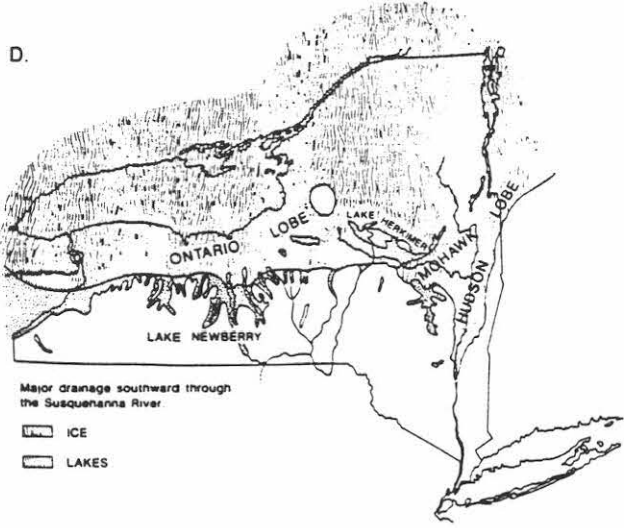 D.
ONTARIO LOBE
LAKE HERKIMER
MOHAWK
HUDSON LOBE
LAKE NEWBERRY
Major drainage southward through
the Susquehanna River
ICE
LAKES